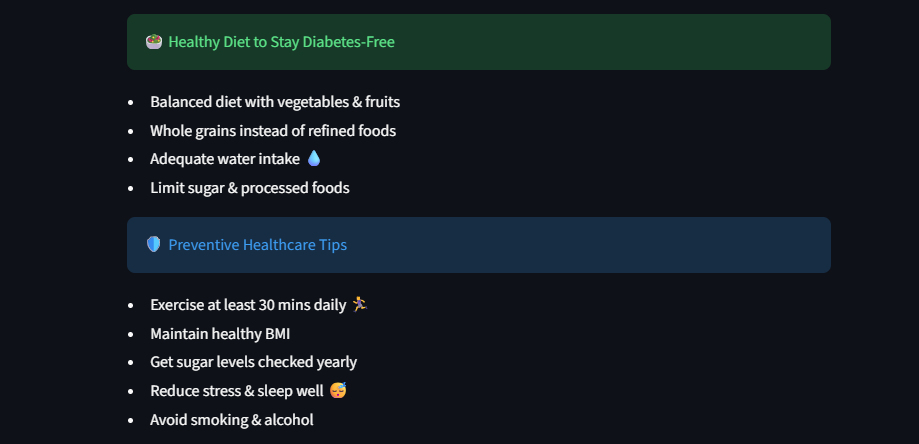 🥗 Healthy Diet to Stay Diabetes-Free
• Balanced diet with vegetables & fruits
• Whole grains instead of refined foods
• Adequate water intake 💧
• Limit sugar & processed foods
🛡️ Preventive Healthcare Tips
• Exercise at least 30 mins daily 🏃‍♀️
• Maintain healthy BMI
• Get sugar levels checked yearly
• Reduce stress & sleep well 😴
• Avoid smoking & alcohol